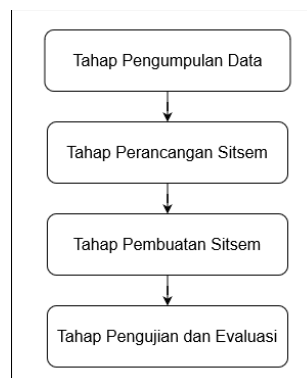 Tahap Pengumpulan Data
Tahap Perancangan Sitsem
Tahap Pembuatan Sitsem
Tahap Pengujian dan Evaluasi